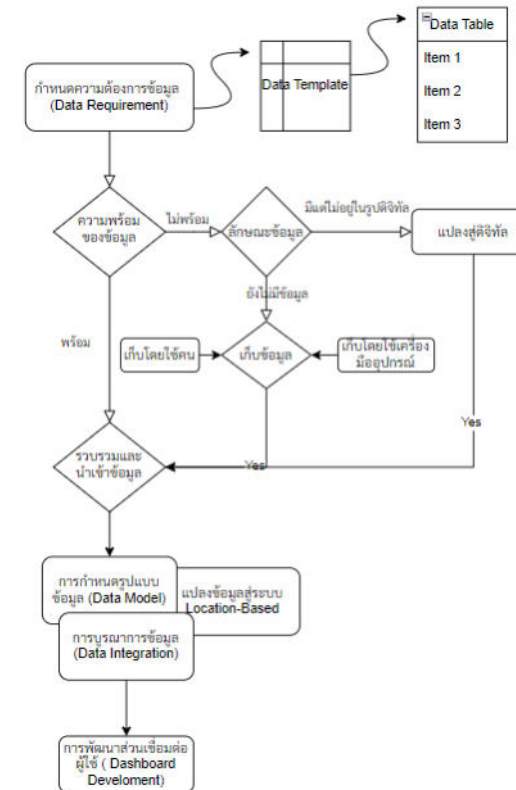 Data Table
กำหนดความต้องการข้อมูล
(Data Requirement)
Data Template
Item 1
Item 2
Item 3
ความพร้อม
ของข้อมูล
ไม่พร้อม
ลักษณะข้อมูล
มีแต่ไม่อยู่ในรูปดิจิทัล
แปลงสู่ดิจิทัล
ยังไม่มีข้อมูล
พร้อม
เก็บโดยใช้คน
เก็บข้อมูล
เก็บโดยใช้เครื่อง
มืออุปกรณ์
Yes
รวบรวมและ
นำเข้าข้อมูล
Yes
การกำหนดรูปแบบ
ข้อมูล (Data Model)
แปลงข้อมูลสู่ระบบ
Location-Based
การบูรณาการข้อมูล
(Data Integration)
การพัฒนาส่วนเชื่อมต่อ
ผู้ใช้ ( Dashboard
Develoment)